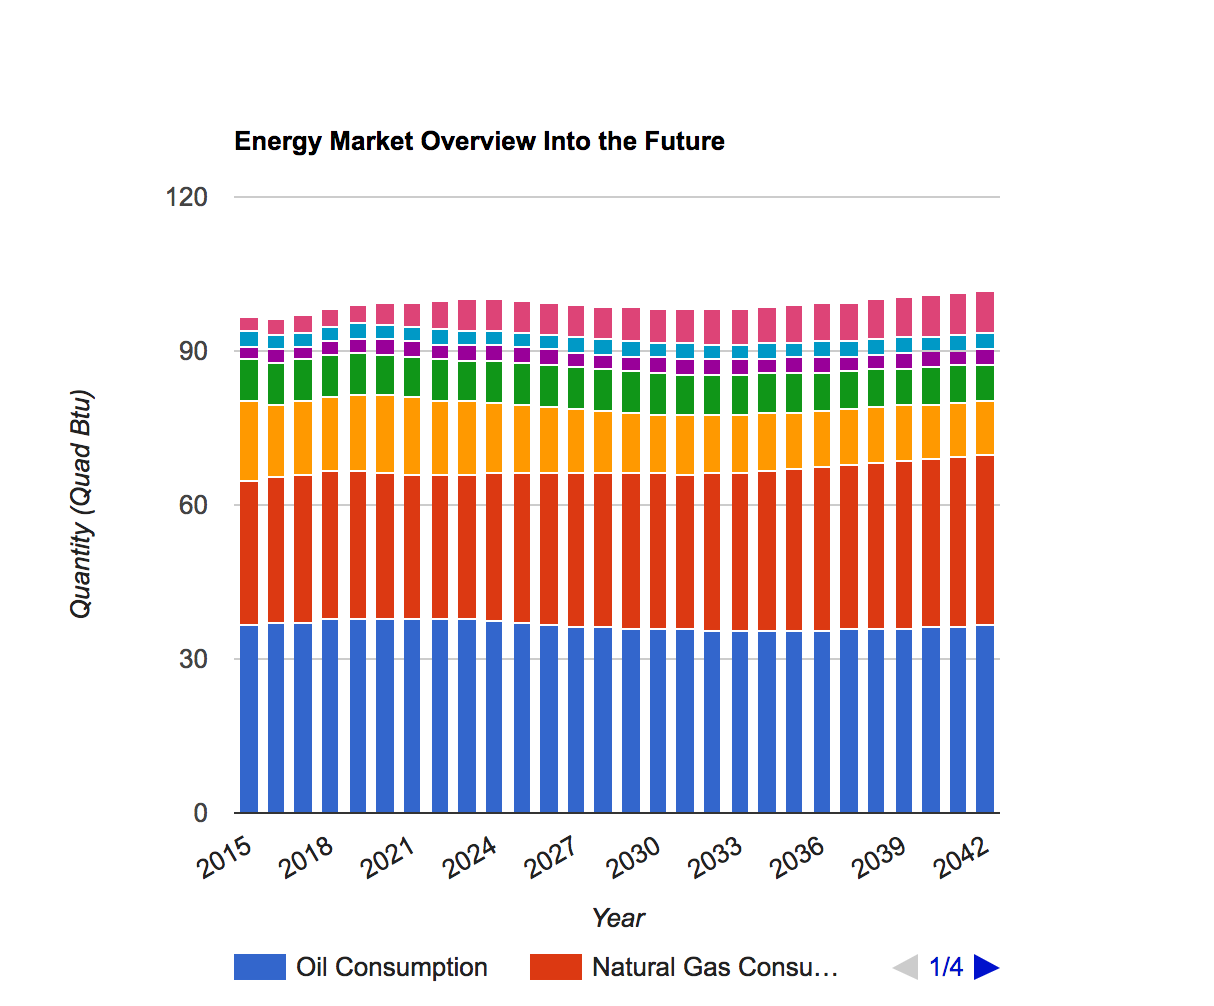 Energy Market Overview Into the Future
120
90
60
30
0
Quantity (Quad Btu)
2015 2018 2021 2024 2027 2030 2033 2036 2039 2042
Year
Oil Consumption Natural Gas Consu... 1/4